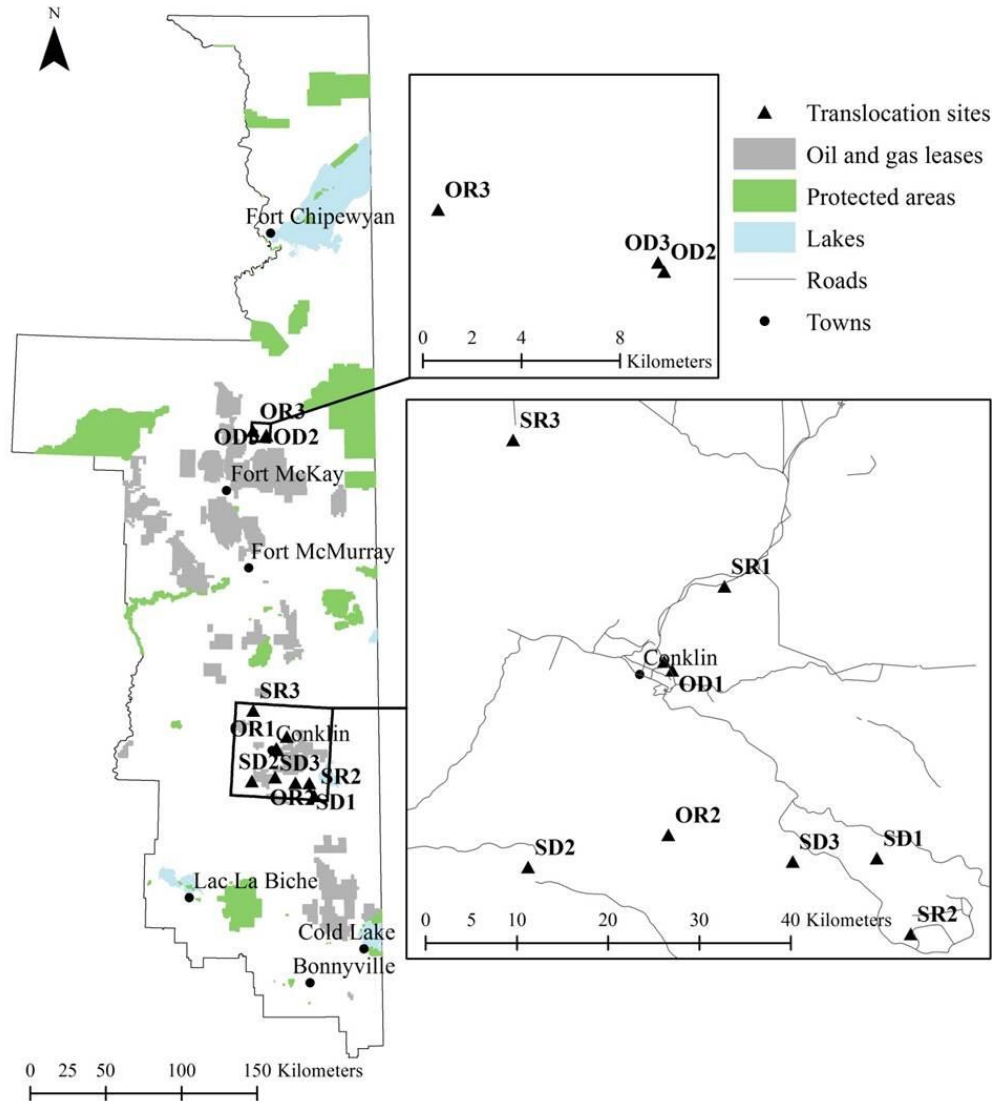 N
Fort Chipewyan
OR3
OD3 OD2
Fort McKay
Fort McMurray
SR3
OR1 Conklin
SD2 SD3
SR2
OR2 SD1
Lac La Biche
Cold Lake
Bonnyville
0 25 50 100 150 Kilometers
OR3
OD3
OD2
0 2 4 8
Kilometers
Translocation sites
Oil and gas leases
Protected areas
Lakes
Roads
Towns
SR3
SR1
Conklin
OD1
OR2
SD2
SD3
SD1
SR2
0 10 20 30 40 Kilometers